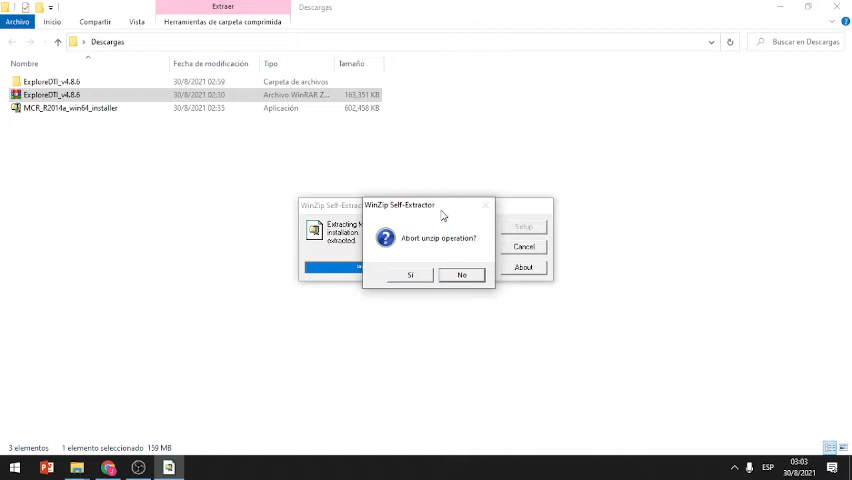 Extraer
Descargas
Archivo
Inicio
Compartir
Vista
Herramientas de carpeta comprimida
Descargas
Buscar en Descargas
Nombre
Fecha de modificación
Tipo
Tamaño
ExploreDTI_v4.8.6
30/8/2021 02:59
Carpeta de archivos
ExploreDTI_v4.8.6
30/8/2021 02:30
Archivo WinRAR Z...
163,351 KB
MCR_R2014a_win64_installer
30/8/2021 02:35
Aplicación
602,458 KB
WinZip Self-Extrac
WinZip Self-Extractor
Extracting M
installation.
extracted.
Abort unzip operation?
Sí
No
Setup
Cancel
About
3 elementos
1 elemento seleccionado 159 MB
ESP
03:03
30/8/2021